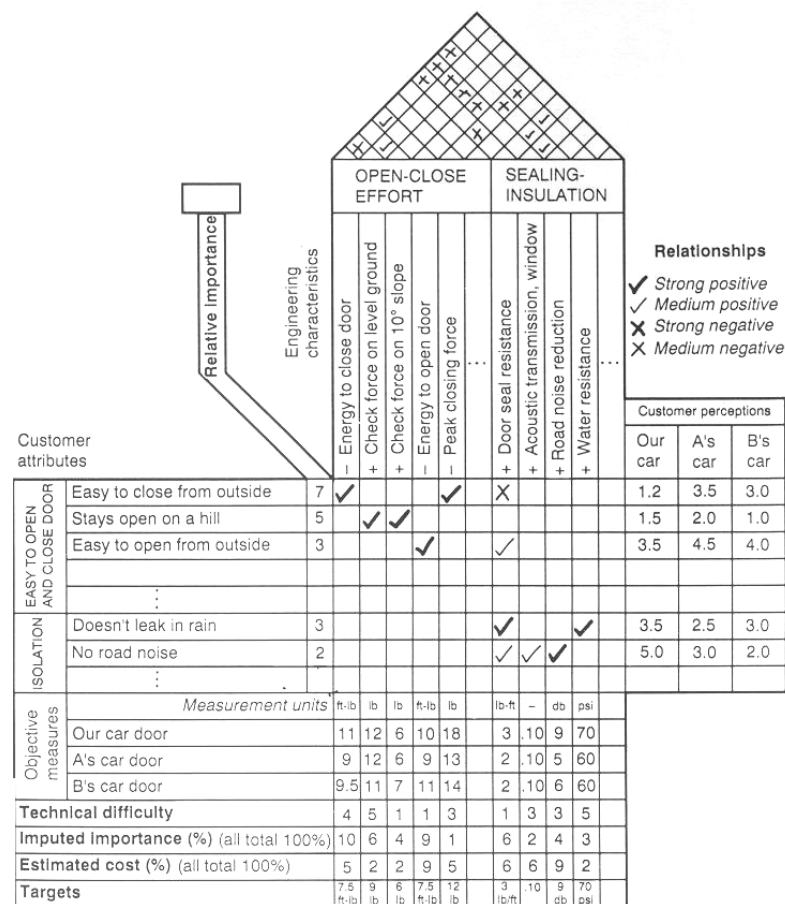 OPEN-CLOSE
EFFORT
SEALING-
INSULATION
Relative importance
Engineering
characteristics
− Energy to close door
+ Check force on level ground
+ Check force on 10° slope
− Energy to open door
− Peak closing force
...
+ Door seal resistance
+ Acoustic transmission, window
+ Road noise reduction
+ Water resistance
...
Relationships
✓ Strong positive
✓ Medium positive
✗ Strong negative
✗ Medium negative
Customer perceptions
Customer
attributes
Our
car
A's
car
B's
car
EASY TO OPEN
AND CLOSE DOOR
Easy to close from outside 7 ✓ ✓ ✗ 1.2 3.5 3.0
Stays open on a hill 5 ✓ ✓ 1.5 2.0 1.0
Easy to open from outside 3 ✓ ✓ 3.5 4.5 4.0
⋮
ISOLATION
Doesn't leak in rain 3 ✓ ✓ 3.5 2.5 3.0
No road noise 2 ✓ ✓ ✓ 5.0 3.0 2.0
⋮
Objective
measures
Measurement units ft-lb lb lb ft-lb lb lb-ft − db psi
Our car door 11 12 6 10 18 3 .10 9 70
A's car door 9 12 6 9 13 2 .10 5 60
B's car door 9.5 11 7 11 14 2 .10 6 60
Technical difficulty 4 5 1 1 3 1 3 3 5
Imputed importance (%) (all total 100%) 10 6 4 9 1 6 2 4 3
Estimated cost (%) (all total 100%) 5 2 2 9 5 6 6 9 2
Targets 7.5 ft-lb 9 lb 6 lb 7.5 ft-lb 12 lb 3 lb/ft .10 9 db 70 psi